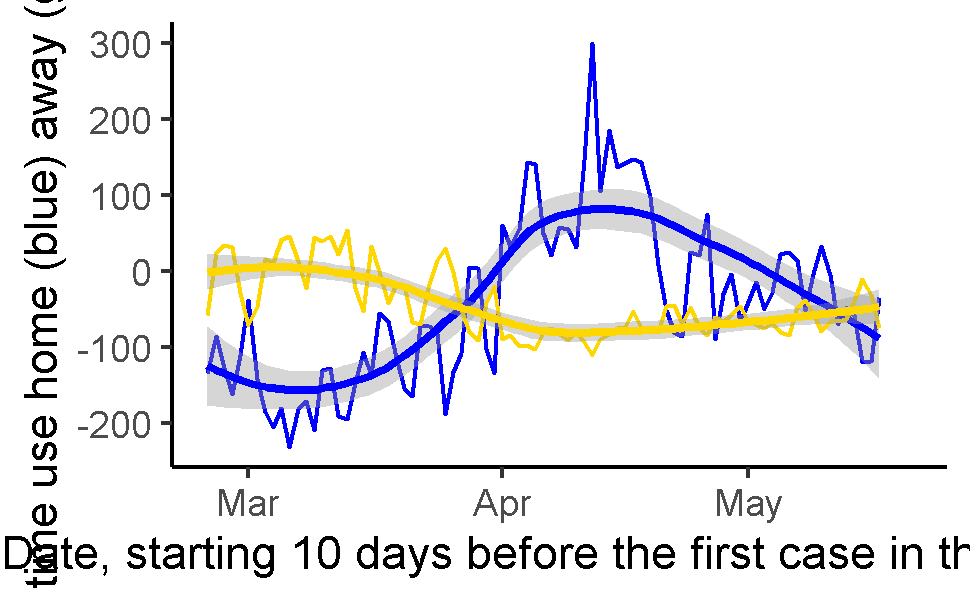 time use home (blue) away (
300
200
100
0
-100
-200
Mar Apr May
Date, starting 10 days before the first case in th